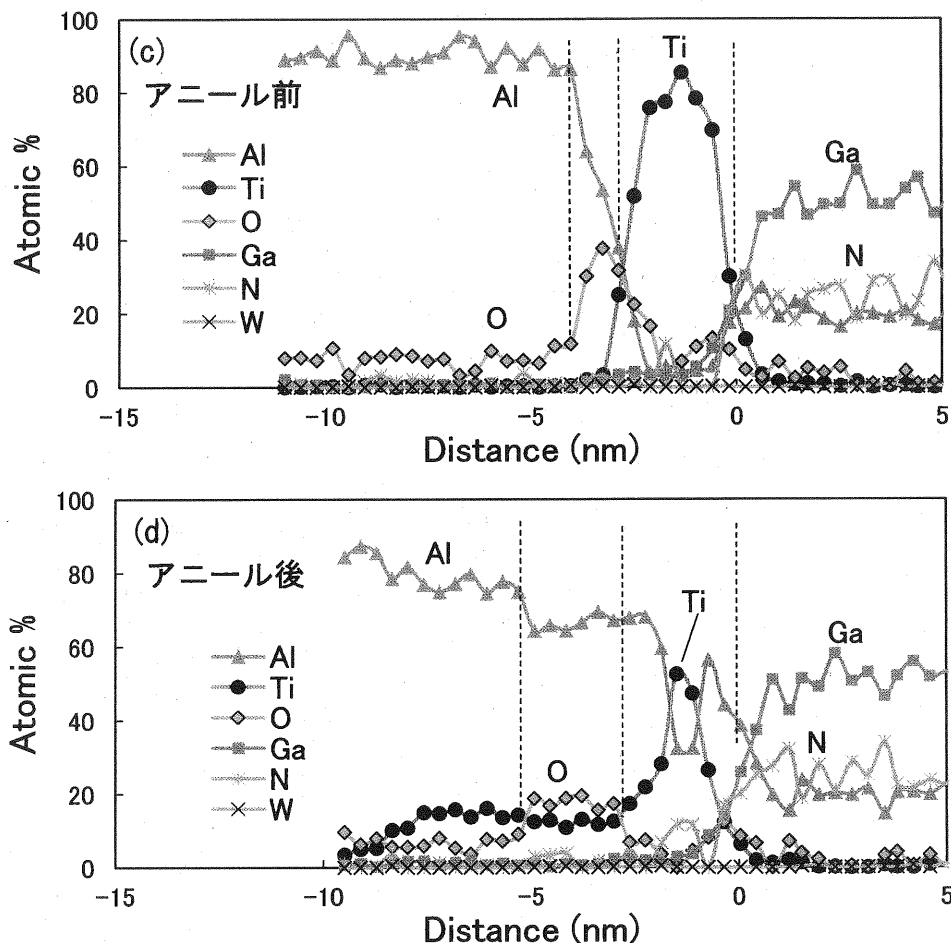 100
80
60
40
20
0
Atomic %
(c)
アニール前
Al
Ti
O
Ga
N
W
Al
O
Ti
Ga
N
-15
-10
-5
0
5
Distance (nm)
100
80
60
40
20
0
Atomic %
(d)
アニール後
Al
Ti
O
Ga
N
W
Al
O
Ti
Ga
N
-15
-10
-5
0
5
Distance (nm)